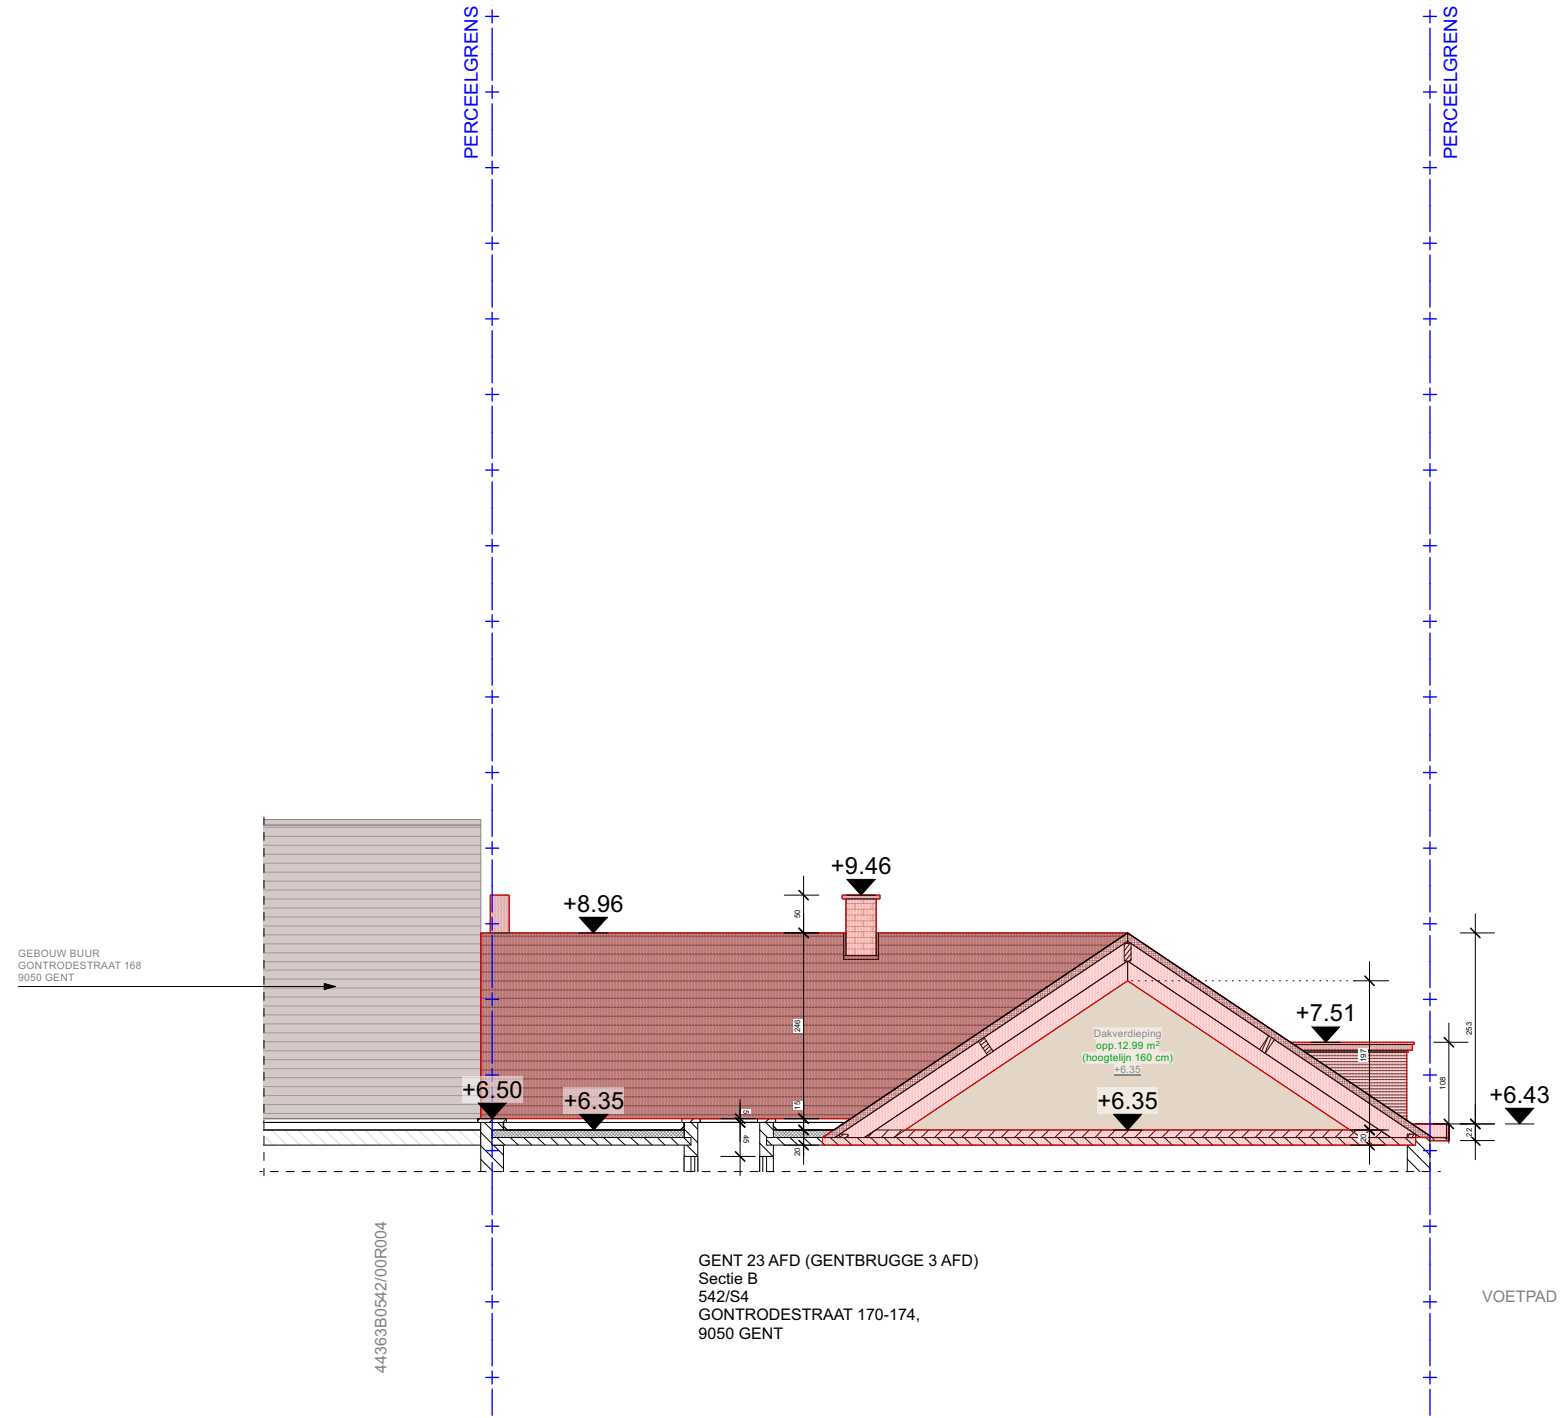 PERCEELGRENS
PERCEELGRENS
+9.46
50
+8.96
GEBOUW BUUR
GONTRODESTRAAT 168
9050 GENT
+7.51
253
246
197
Dakverdieping
opp.12.99 m²
(hoogtelijn 160 cm)
+6.35
108
+6.50
+6.35
+6.35
+6.43
15
5
45
20
20
22
44363B0542/00R004
GENT 23 AFD (GENTBRUGGE 3 AFD)
Sectie B
542/S4
GONTRODESTRAAT 170-174,
9050 GENT
VOETPAD